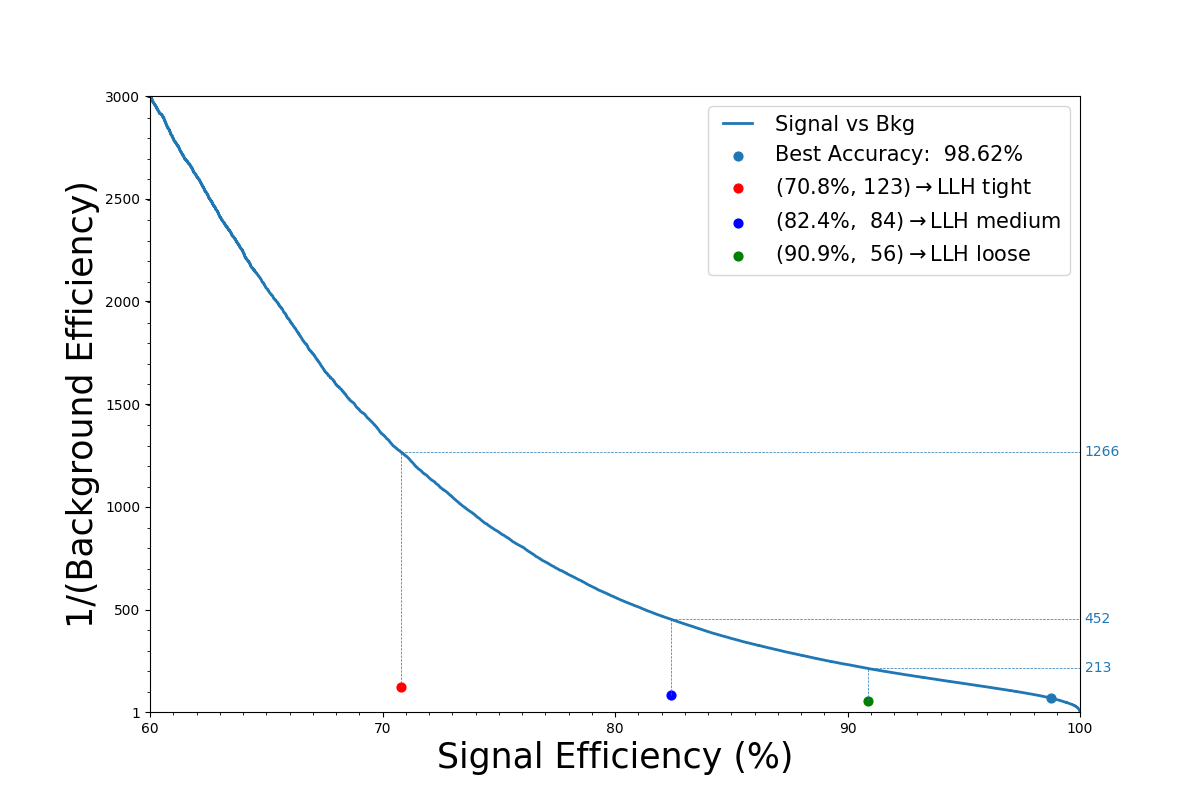 3000
2500
2000
1500
1000
500
1
1/(Background Efficiency)
Signal vs Bkg
Best Accuracy:  98.62%
(70.8%, 123)→LLH tight
(82.4%,  84)→LLH medium
(90.9%,  56)→LLH loose
1266
452
213
60
70
80
90
100
Signal Efficiency (%)